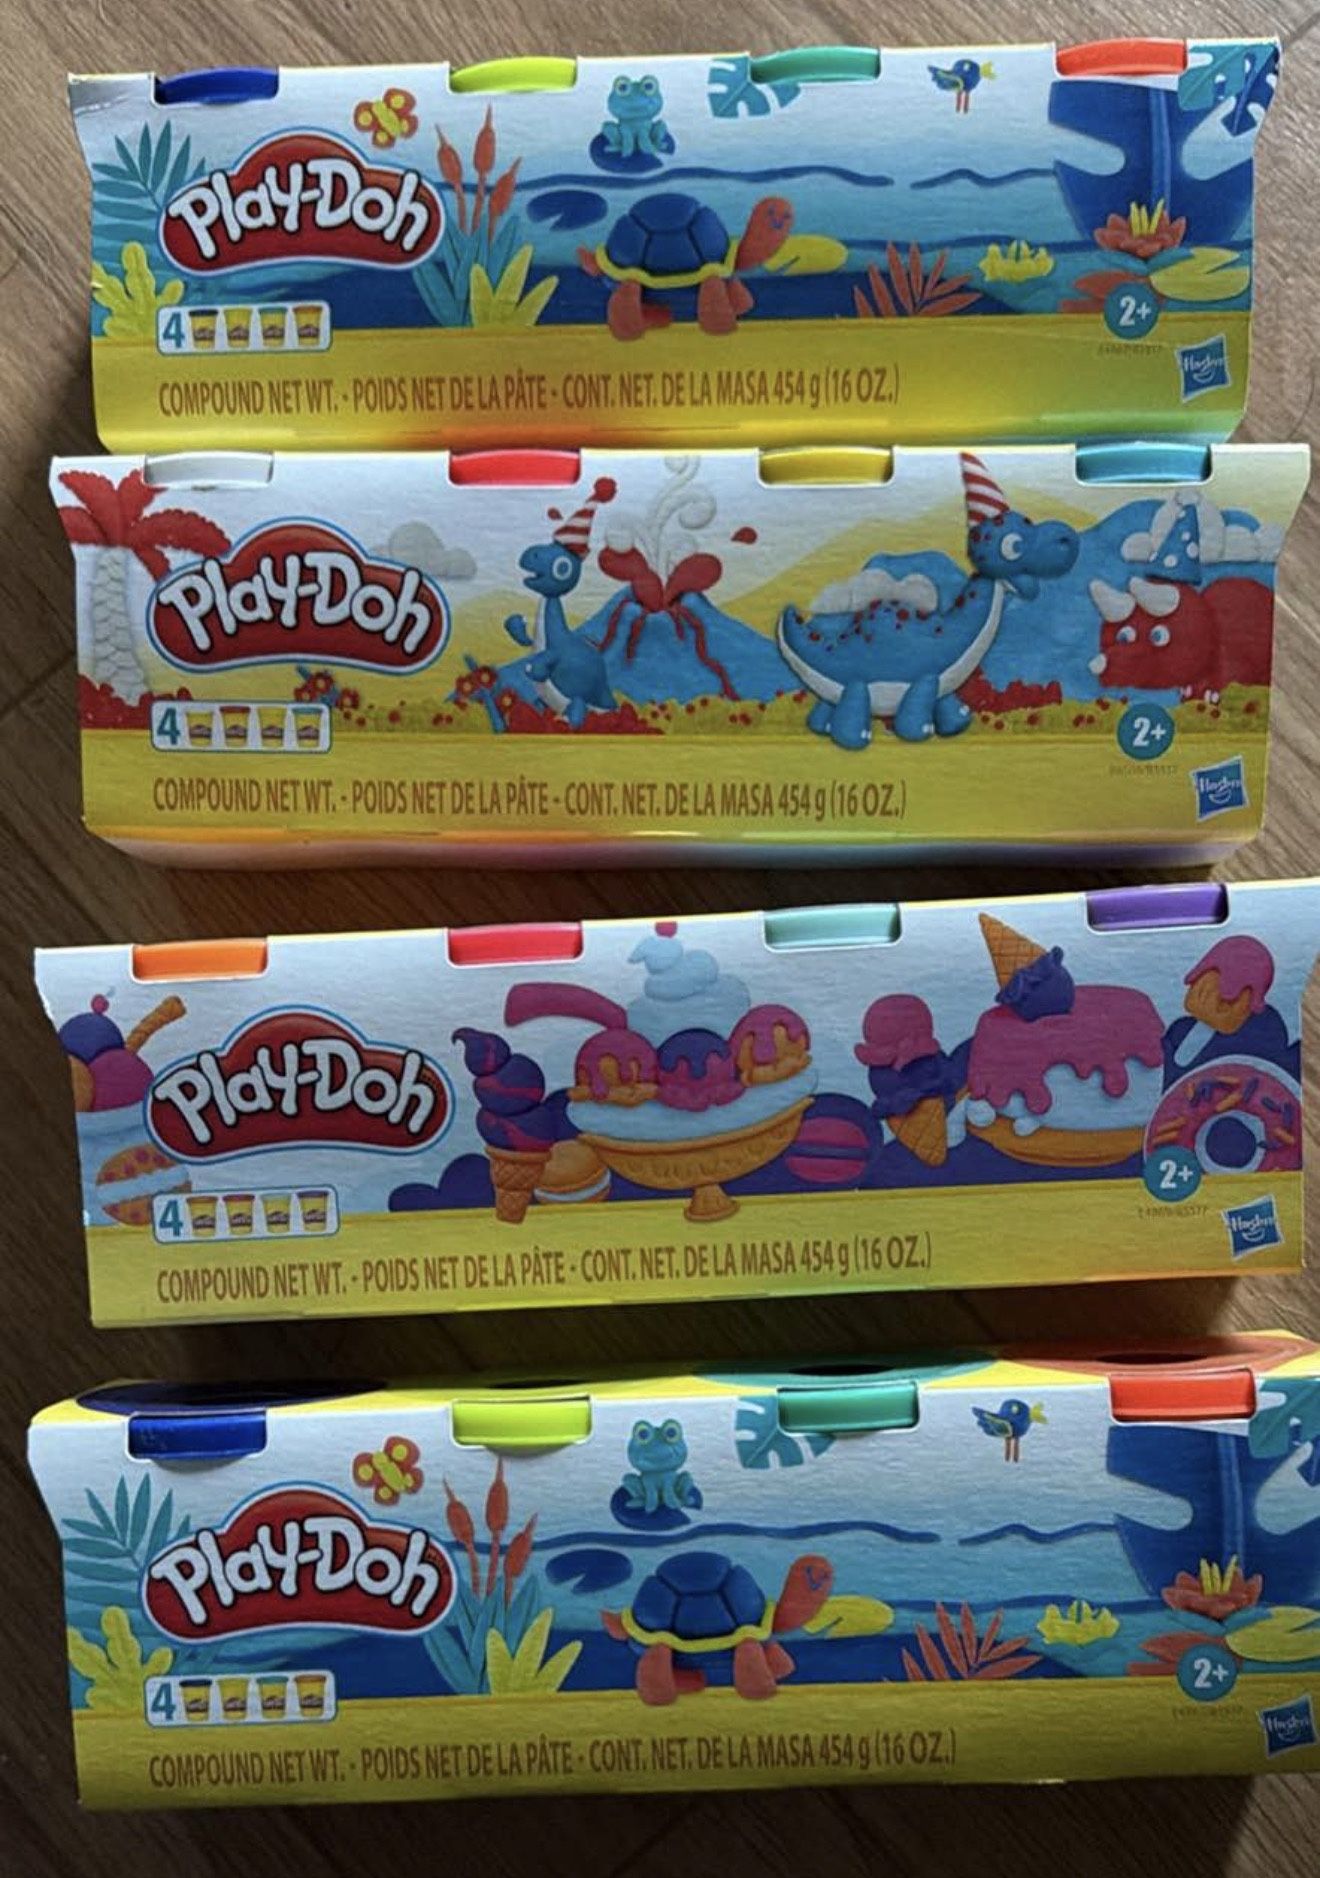 Play-Doh
4
2+
Hasbro
COMPOUND NET WT. • POIDS NET DE LA PÂTE • CONT. NET. DE LA MASA 454 g (16 OZ.)
Play-Doh
4
2+
Hasbro
COMPOUND NET WT. • POIDS NET DE LA PÂTE • CONT. NET. DE LA MASA 454 g (16 OZ.)
Play-Doh
2+
4
Hasbro
COMPOUND NET WT. • POIDS NET DE LA PÂTE • CONT. NET. DE LA MASA 454 g (16 OZ.)
Play-Doh
2+
4
Hasbro
COMPOUND NET WT. • POIDS NET DE LA PÂTE • CONT. NET. DE LA MASA 454 g (16 OZ.)